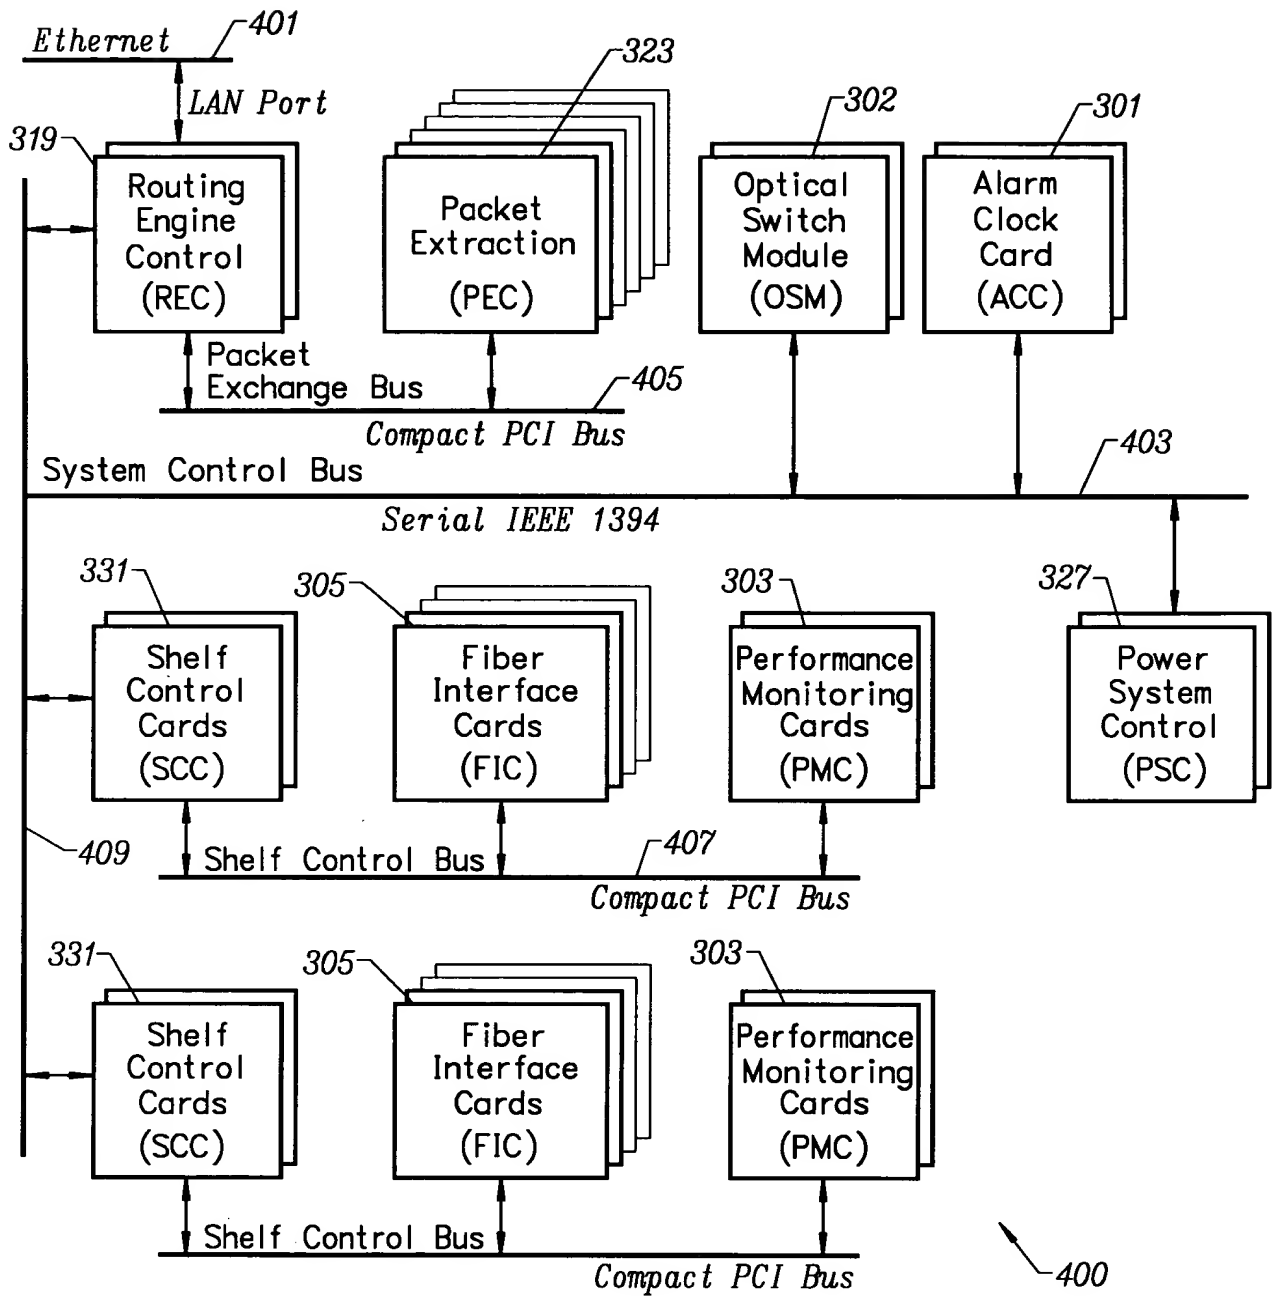 Ethernet
401
LAN Port
319
323
302
301
Routing
Engine
Control
(REC)
Packet
Extraction
(PEC)
Optical
Switch
Module
(OSM)
Alarm
Clock
Card
(ACC)
Packet
Exchange Bus
405
Compact PCI Bus
System Control Bus
403
Serial IEEE 1394
331
305
303
327
Shelf
Control
Cards
(SCC)
Fiber
Interface
Cards
(FIC)
Performance
Monitoring
Cards
(PMC)
Power
System
Control
(PSC)
409
Shelf Control Bus
407
Compact PCI Bus
331
305
303
Shelf
Control
Cards
(SCC)
Fiber
Interface
Cards
(FIC)
Performance
Monitoring
Cards
(PMC)
Shelf Control Bus
Compact PCI Bus
400